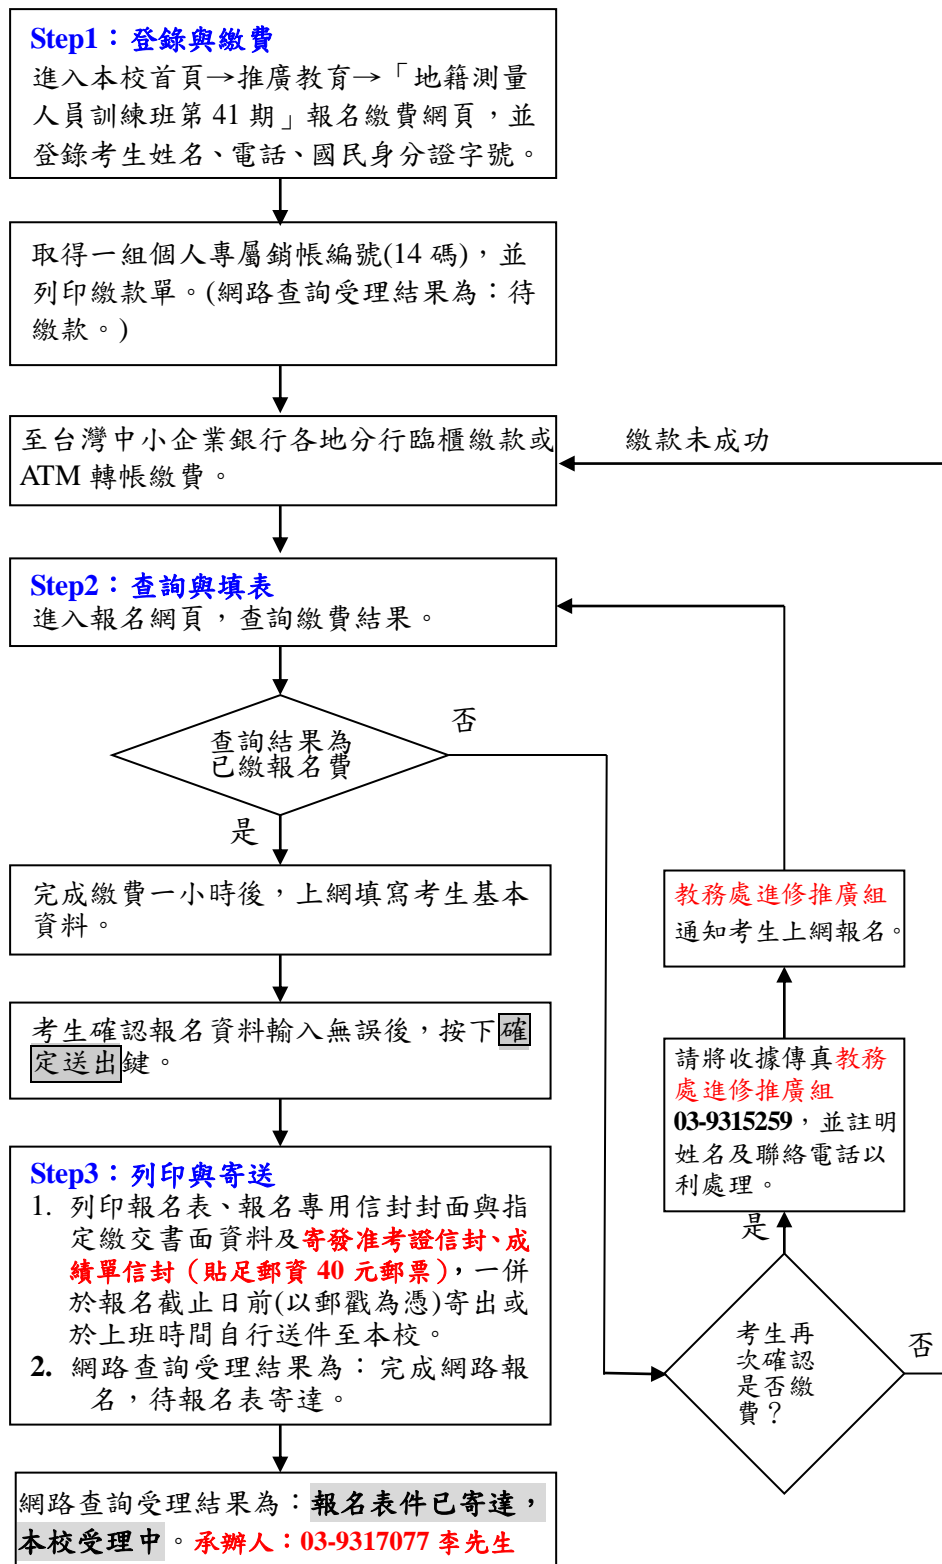 Step1：登錄與繳費
進入本校首頁→推廣教育→「地籍測量
人員訓練班第 41 期」報名繳費網頁，並
登錄考生姓名、電話、國民身分證字號。
取得一組個人專屬銷帳編號(14 碼)，並
列印繳款單。(網路查詢受理結果為：待
繳款。)
至台灣中小企業銀行各地分行臨櫃繳款或
ATM 轉帳繳費。
繳款未成功
Step2：查詢與填表
進入報名網頁，查詢繳費結果。
查詢結果為
已繳報名費
否
是
完成繳費一小時後，上網填寫考生基本
資料。
考生確認報名資料輸入無誤後，按下確
定送出鍵。
教務處進修推廣組
通知考生上網報名。
請將收據傳真教務
處進修推廣組
03-9315259，並註明
姓名及聯絡電話以
利處理。
是
考生再
次確認
是否繳
費？
否
Step3：列印與寄送
1. 列印報名表、報名專用信封封面與指
定繳交書面資料及寄發准考證信封、成
績單信封（貼足郵資 40 元郵票），一併
於報名截止日前(以郵戳為憑)寄出或
於上班時間自行送件至本校。
2. 網路查詢受理結果為：完成網路報
名，待報名表寄達。
網路查詢受理結果為：報名表件已寄達，
本校受理中。承辦人：03-9317077 李先生